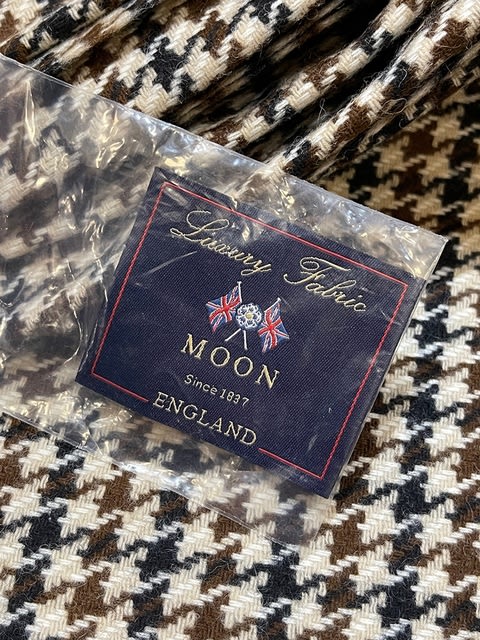 Luxury Fabric
MOON
Since 1837
ENGLAND